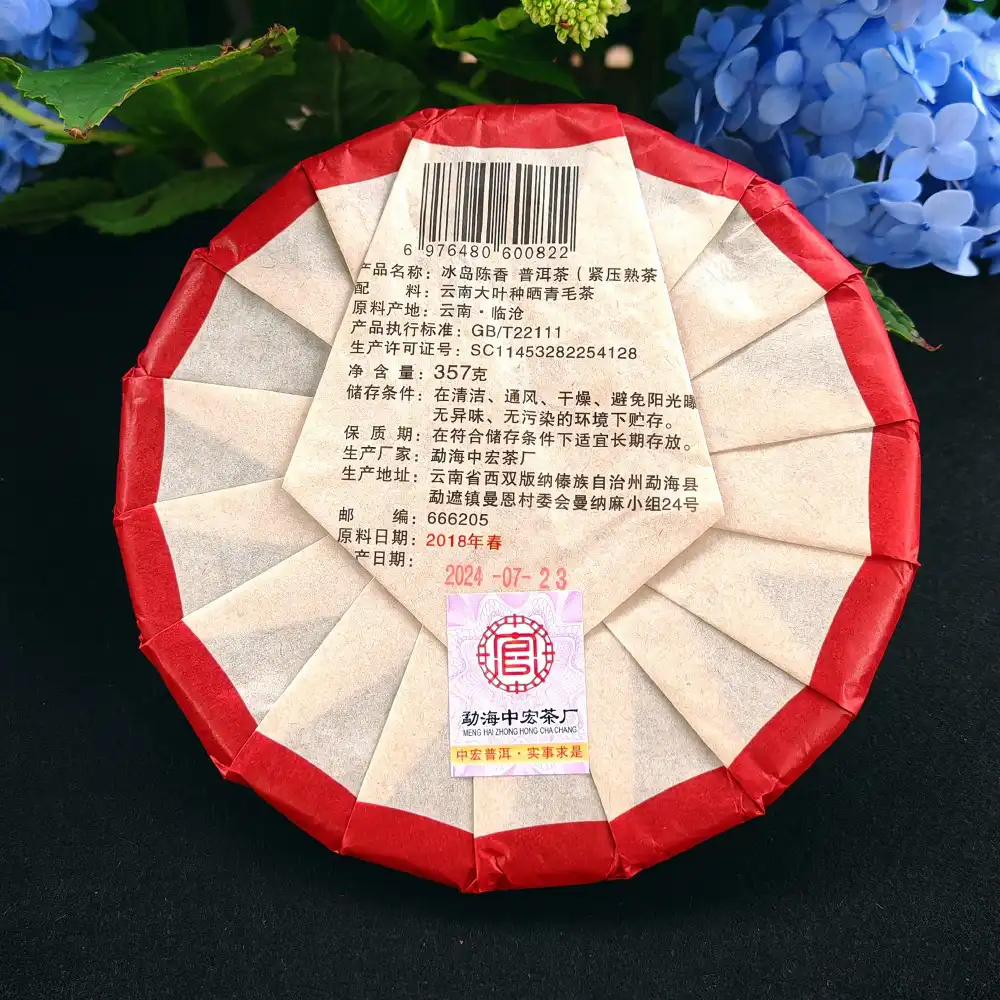 6 976480 600822
产品名称：冰岛陈香 普洱茶（紧压熟茶
配　　料：云南大叶种晒青毛茶
原料产地：云南·临沧
产品执行标准：GB/T22111
生产许可证号：SC11453282254128
净 含 量：357克
储存条件：在清洁、通风、干燥、避免阳光曝
无异味、无污染的环境下贮存。
保 质 期：在符合储存条件下适宜长期存放。
生产厂家：勐海中宏茶厂
生产地址：云南省西双版纳傣族自治州勐海县
勐遮镇曼恩村委会曼纳麻小组24号
邮　　编：666205
原料日期：2018年春
产日期：
2024-07-23
官
勐海中宏茶厂
MENG HAI ZHONG HONG CHA CHANG
中宏普洱·实事求是